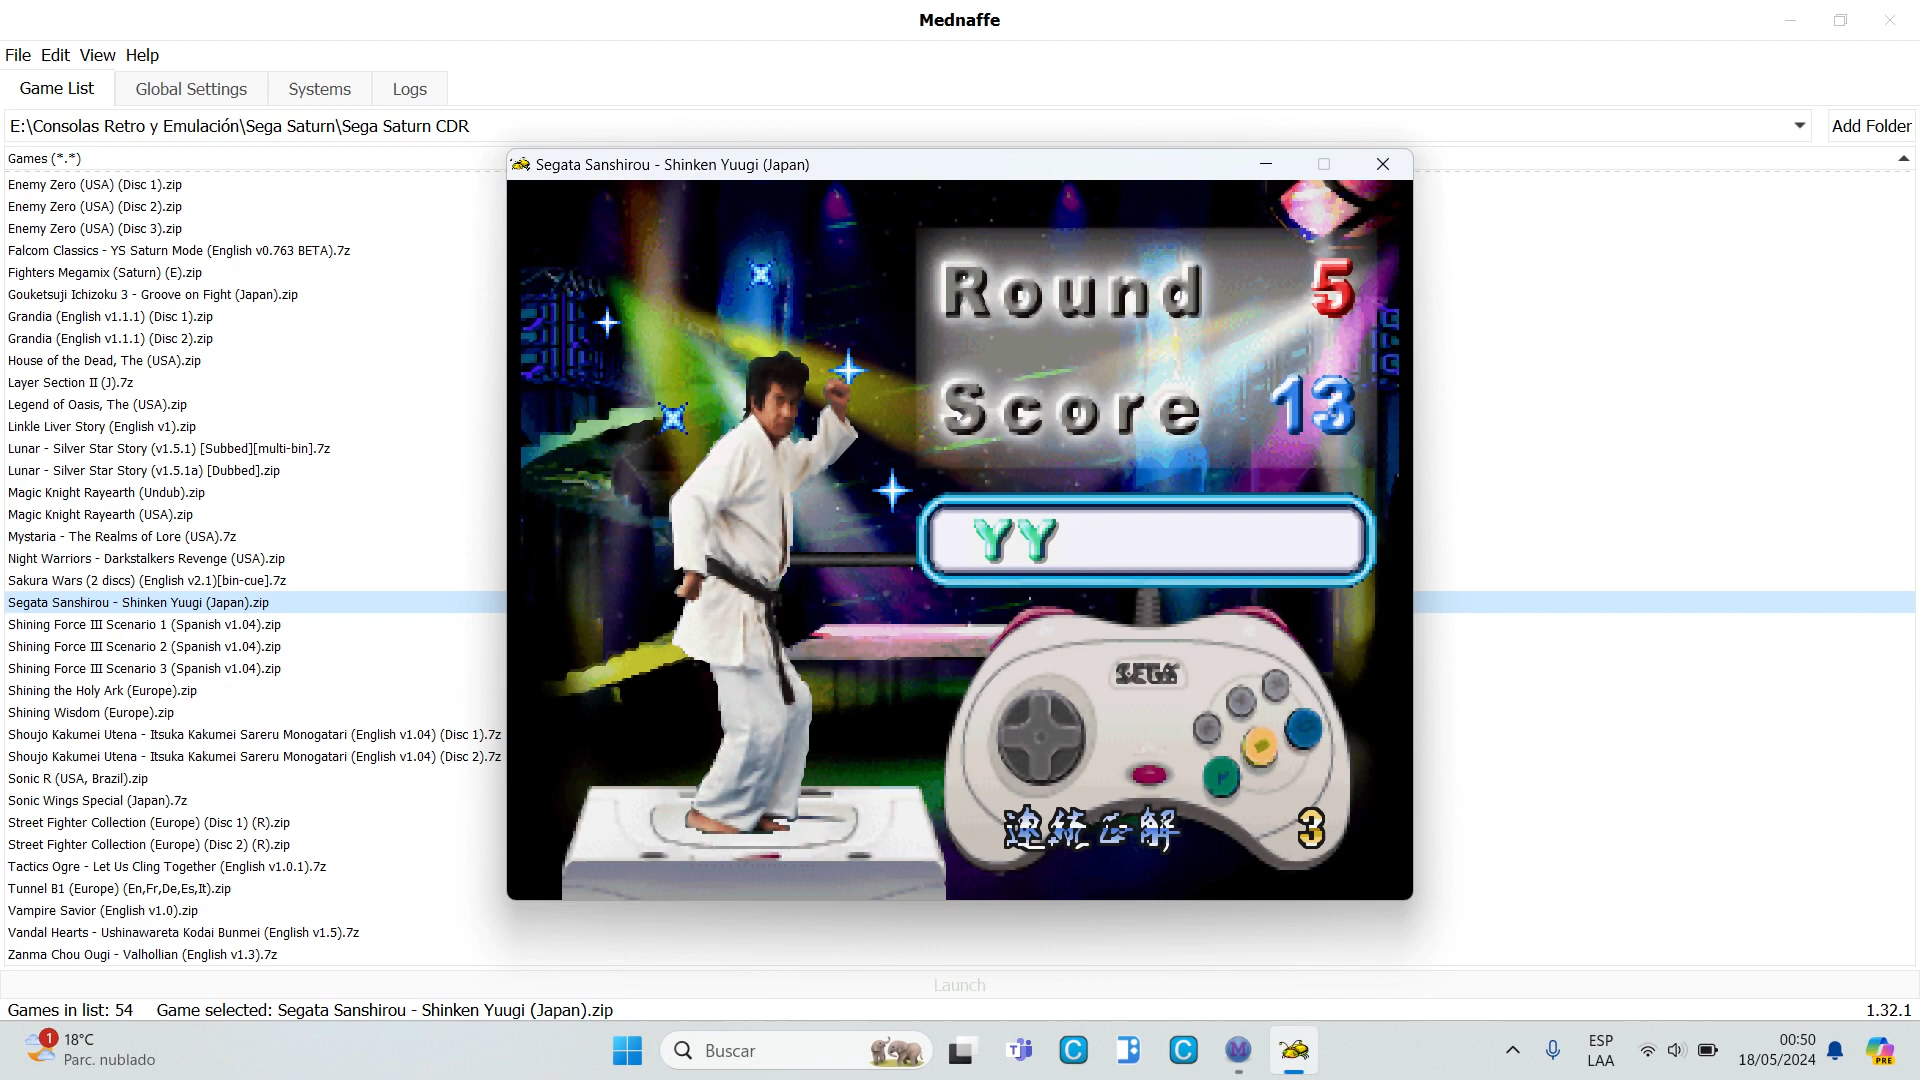 Mednaffe
File Edit View Help
Game List Global Settings Systems Logs
E:\Consolas Retro y Emulación\Sega Saturn\Sega Saturn CDR Add Folder
Games (*.*)
Enemy Zero (USA) (Disc 1).zip
Enemy Zero (USA) (Disc 2).zip
Enemy Zero (USA) (Disc 3).zip
Falcom Classics - YS Saturn Mode (English v0.763 BETA).7z
Fighters Megamix (Saturn) (E).zip
Gouketsuji Ichizoku 3 - Groove on Fight (Japan).zip
Grandia (English v1.1.1) (Disc 1).zip
Grandia (English v1.1.1) (Disc 2).zip
House of the Dead, The (USA).zip
Layer Section II (J).7z
Legend of Oasis, The (USA).zip
Linkle Liver Story (English v1).zip
Lunar - Silver Star Story (v1.5.1) [Subbed][multi-bin].7z
Lunar - Silver Star Story (v1.5.1a) [Dubbed].zip
Magic Knight Rayearth (Undub).zip
Magic Knight Rayearth (USA).zip
Mystaria - The Realms of Lore (USA).7z
Night Warriors - Darkstalkers Revenge (USA).zip
Sakura Wars (2 discs) (English v2.1)[bin-cue].7z
Segata Sanshirou - Shinken Yuugi (Japan).zip
Shining Force III Scenario 1 (Spanish v1.04).zip
Shining Force III Scenario 2 (Spanish v1.04).zip
Shining Force III Scenario 3 (Spanish v1.04).zip
Shining the Holy Ark (Europe).zip
Shining Wisdom (Europe).zip
Shoujo Kakumei Utena - Itsuka Kakumei Sareru Monogatari (English v1.04) (Disc 1).7z
Shoujo Kakumei Utena - Itsuka Kakumei Sareru Monogatari (English v1.04) (Disc 2).7z
Sonic R (USA, Brazil).zip
Sonic Wings Special (Japan).7z
Street Fighter Collection (Europe) (Disc 1) (R).zip
Street Fighter Collection (Europe) (Disc 2) (R).zip
Tactics Ogre - Let Us Cling Together (English v1.0.1).7z
Tunnel B1 (Europe) (En,Fr,De,Es,It).zip
Vampire Savior (English v1.0).zip
Vandal Hearts - Ushinawareta Kodai Bunmei (English v1.5).7z
Zanma Chou Ougi - Valhollian (English v1.3).7z
Segata Sanshirou - Shinken Yuugi (Japan)
Round 5
Score 13
YY
SEGA
連続正解 3
Launch
Games in list: 54 Game selected: Segata Sanshirou - Shinken Yuugi (Japan).zip 1.32.1
1 18°C
Parc. nublado
Buscar
ESP
LAA
00:50
18/05/2024
PRE